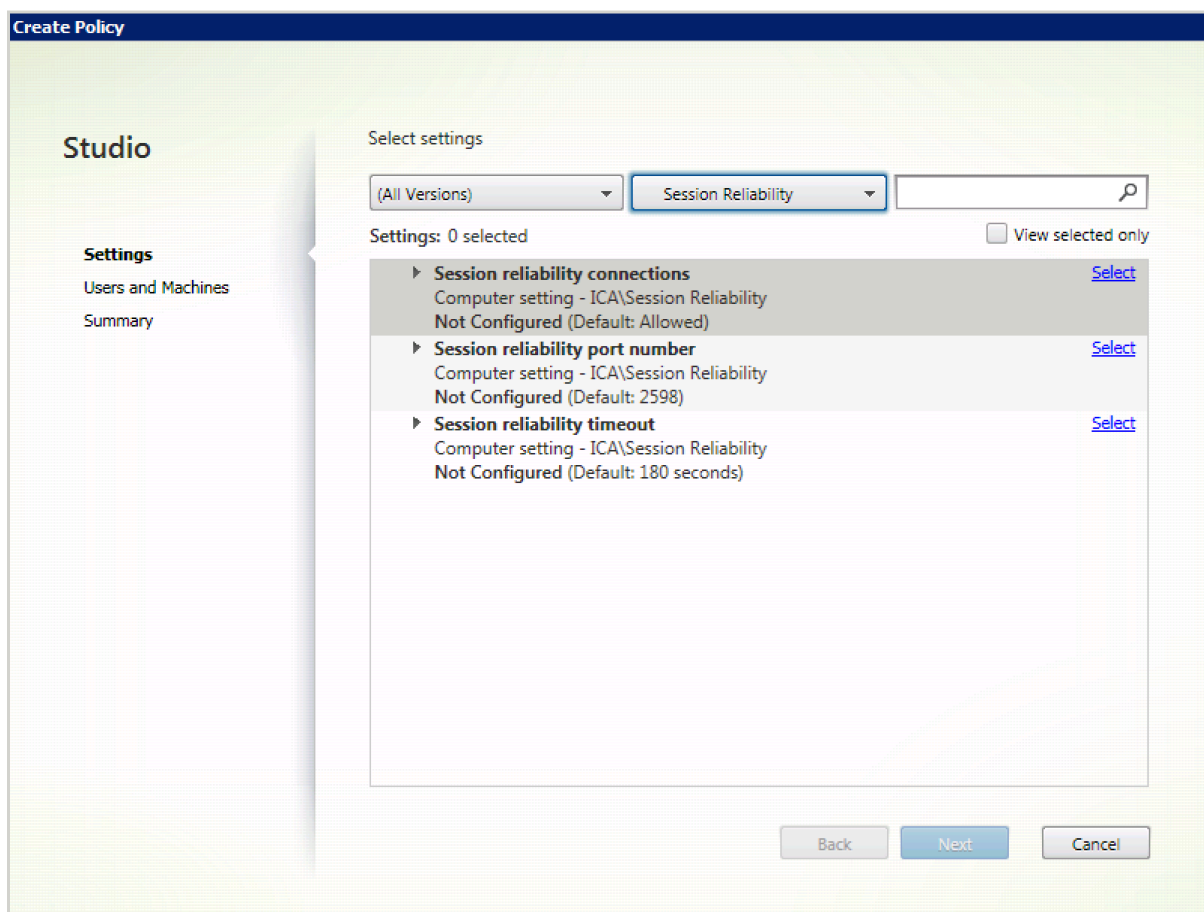 Create Policy
Studio
Settings
Users and Machines
Summary
Select settings
(All Versions)
Session Reliability
Settings: 0 selected
View selected only
Session reliability connections
Select
Computer setting - ICA\Session Reliability
Not Configured (Default: Allowed)
Session reliability port number
Select
Computer setting - ICA\Session Reliability
Not Configured (Default: 2598)
Session reliability timeout
Select
Computer setting - ICA\Session Reliability
Not Configured (Default: 180 seconds)
Back
Next
Cancel